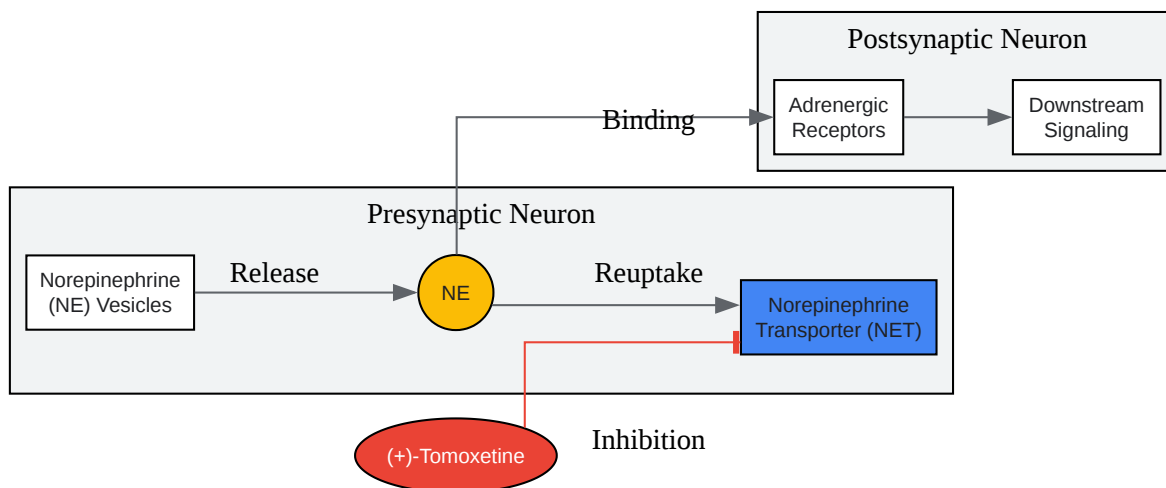 Postsynaptic Neuron
Adrenergic
Receptors
Downstream
Signaling
Binding
Presynaptic Neuron
Norepinephrine
(NE) Vesicles
Release
NE
Reuptake
Norepinephrine
Transporter (NET)
(+)-Tomoxetine
Inhibition